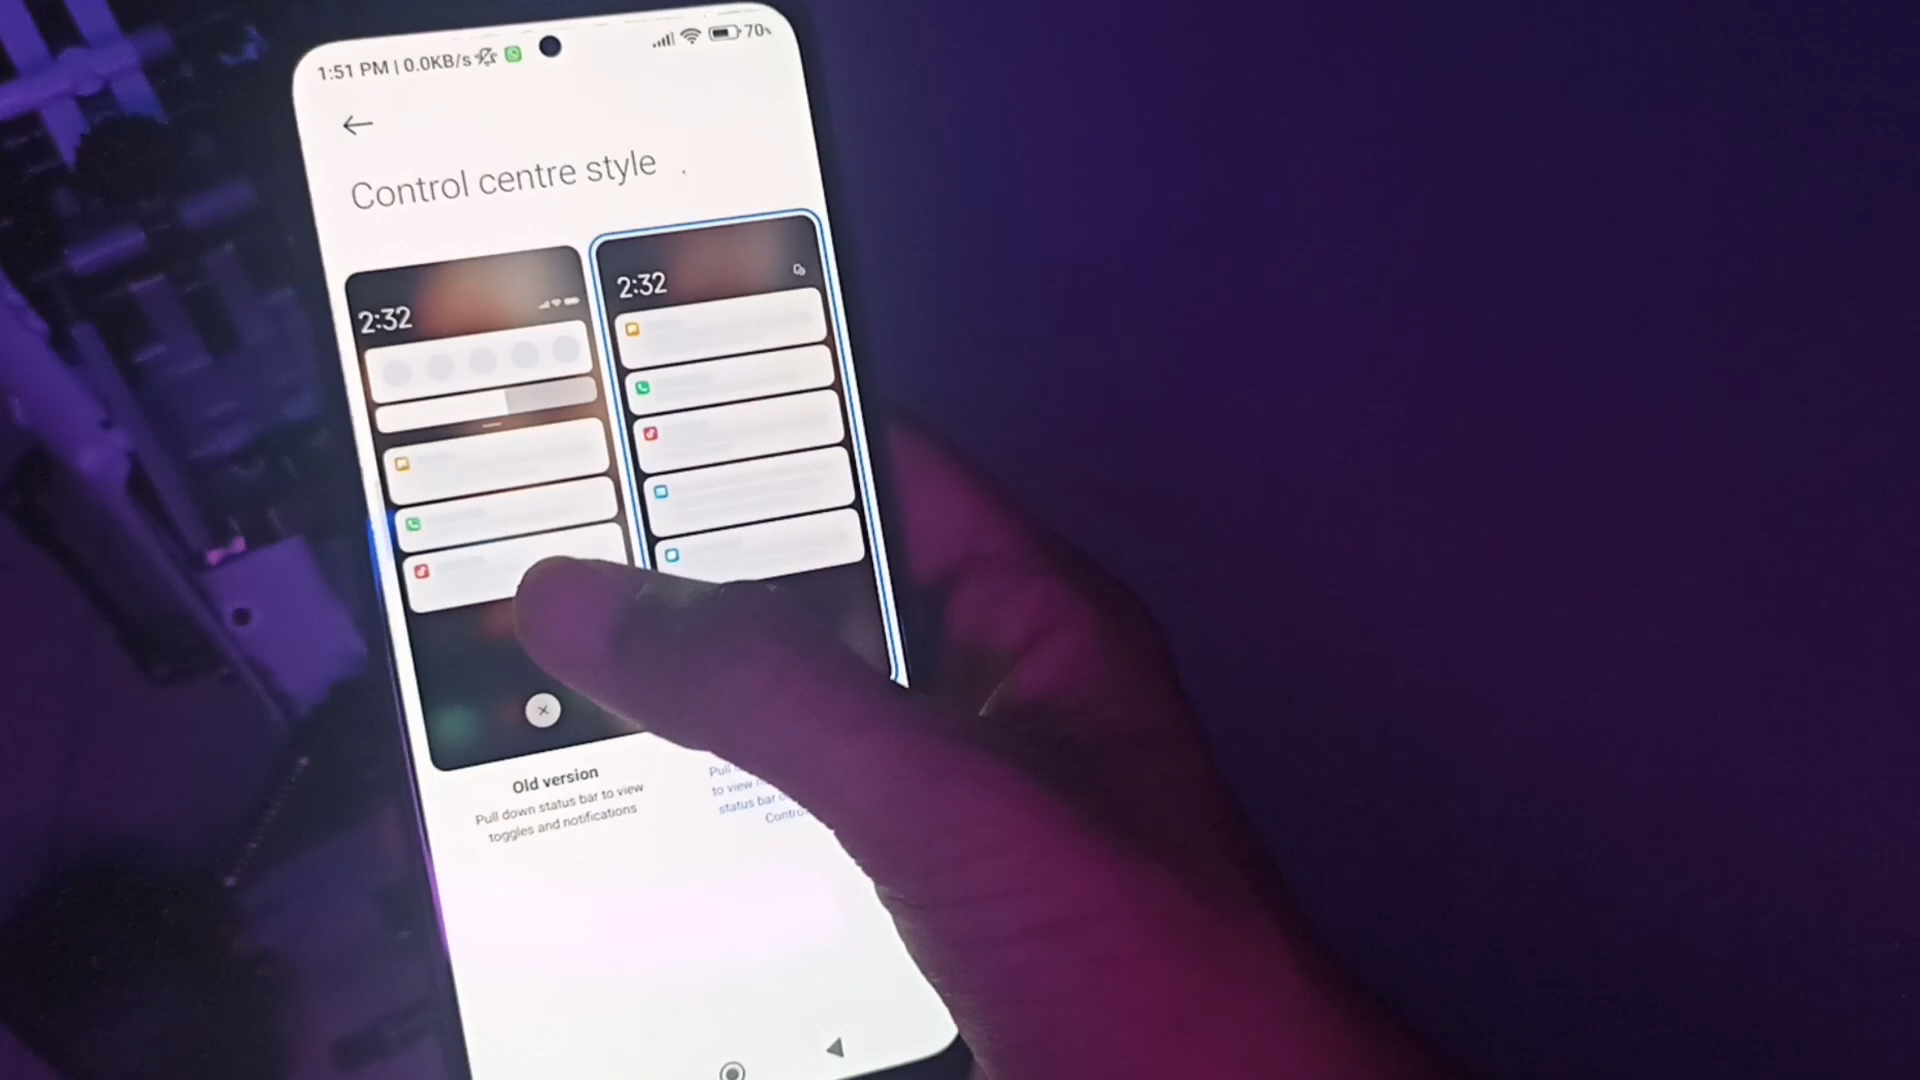 1:51 PM | 0.0KB/s
70%
Control centre style
2:32
2:32
Old version
Pull down status bar to view
toggles and notifications
Pull
to view
status bar